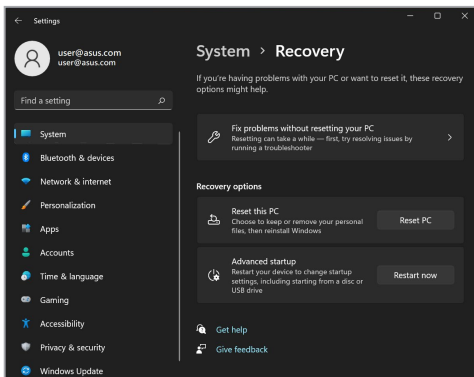 Settings
user@asus.com
user@asus.com
Find a setting
System
Bluetooth & devices
Network & internet
Personalization
Apps
Accounts
Time & language
Gaming
Accessibility
Privacy & security
Windows Update
System > Recovery
If you're having problems with your PC or want to reset it, these recovery
options might help.
Fix problems without resetting your PC
Resetting can take a while — first, try resolving issues by
running a troubleshooter
Recovery options
Reset this PC
Choose to keep or remove your personal
files, then reinstall Windows
Reset PC
Advanced startup
Restart your device to change startup
settings, including starting from a disc or
USB drive
Restart now
Get help
Give feedback